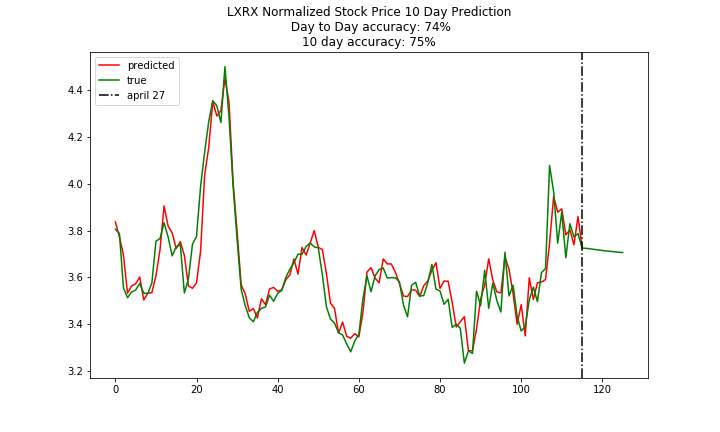 LXRX Normalized Stock Price 10 Day Prediction
Day to Day accuracy: 74%
10 day accuracy: 75%
predicted
true
april 27
4.4
4.2
4.0
3.8
3.6
3.4
3.2
0 20 40 60 80 100 120